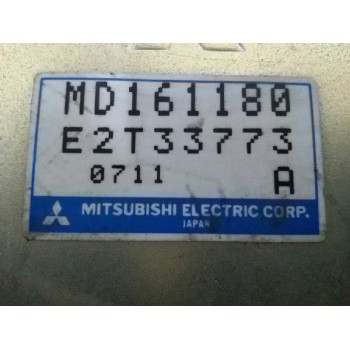 MD161180
E2T33773
0711 A
MITSUBISHI ELECTRIC CORP.
JAPAN